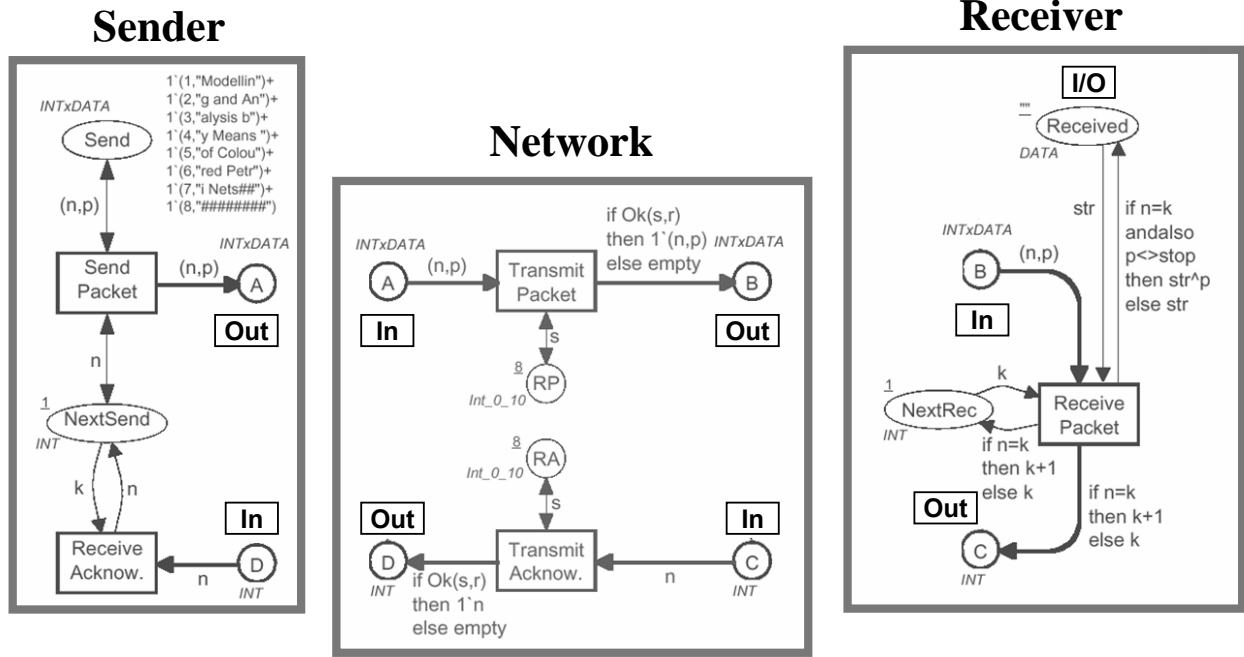 Sender
1`(1,"Modellin")+
1`(2,"g and An")+
1`(3,"alysis b")+
1`(4,"y Means ")+
1`(5,"of Colou")+
1`(6,"red Petr")+
1`(7,"i Nets##")+
1`(8,"########")
INTxDATA
Send
(n,p)
Send
Packet
(n,p)
INTxDATA
A
Out
n
1
NextSend
INT
k
n
Receive
Acknow.
n
In
D
INT
Network
INTxDATA
A
In
(n,p)
Transmit
Packet
if Ok(s,r)
then 1`(n,p)
else empty
INTxDATA
B
Out
s
8
RP
Int_0_10
8
RA
Int_0_10
s
Out
D
INT
if Ok(s,r)
then 1`n
else empty
Transmit
Acknow.
n
In
C
INT
Receiver
I/O
""
Received
DATA
str
if n=k
andalso
p<>stop
then str^p
else str
INTxDATA
B
(n,p)
In
1
NextRec
INT
k
Receive
Packet
if n=k
then k+1
else k
Out
C
INT
if n=k
then k+1
else k